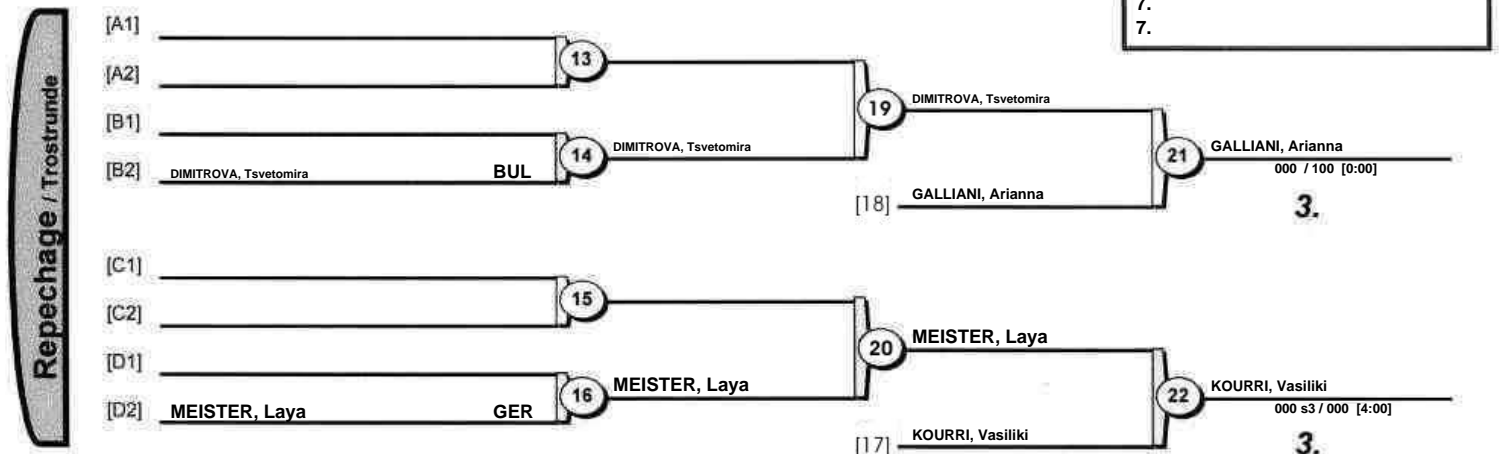 7.
7.
Repechage / Trostrunde
[A1]
13
[A2]
DIMITROVA, Tsvetomira
19
[B1]
GALLIANI, Arianna
DIMITROVA, Tsvetomira
14
21
[B2] DIMITROVA, Tsvetomira BUL
000 / 100 [0:00]
[18] GALLIANI, Arianna
3.
[C1]
15
[C2]
MEISTER, Laya
20
[D1]
MEISTER, Laya
KOURRI, Vasiliki
16
22
[D2] MEISTER, Laya GER
000 s3 / 000 [4:00]
[17] KOURRI, Vasiliki
3.